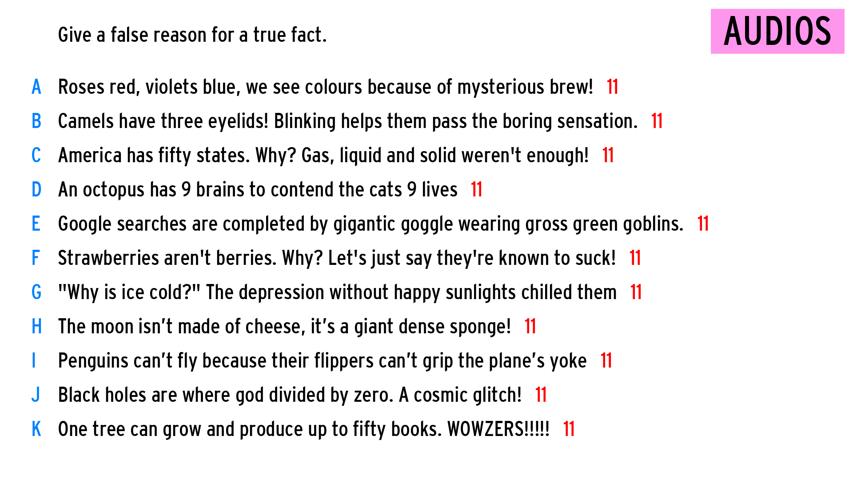 AUDIOS
Give a false reason for a true fact.
A Roses red, violets blue, we see colours because of mysterious brew! 11
B Camels have three eyelids! Blinking helps them pass the boring sensation. 11
C America has fifty states. Why? Gas, liquid and solid weren't enough! 11
D An octopus has 9 brains to contend the cats 9 lives 11
E Google searches are completed by gigantic goggle wearing gross green goblins. 11
F Strawberries aren't berries. Why? Let's just say they're known to suck! 11
G "Why is ice cold?" The depression without happy sunlights chilled them 11
H The moon isn’t made of cheese, it’s a giant dense sponge! 11
I Penguins can’t fly because their flippers can’t grip the plane’s yoke 11
J Black holes are where god divided by zero. A cosmic glitch! 11
K One tree can grow and produce up to fifty books. WOWZERS!!!!! 11